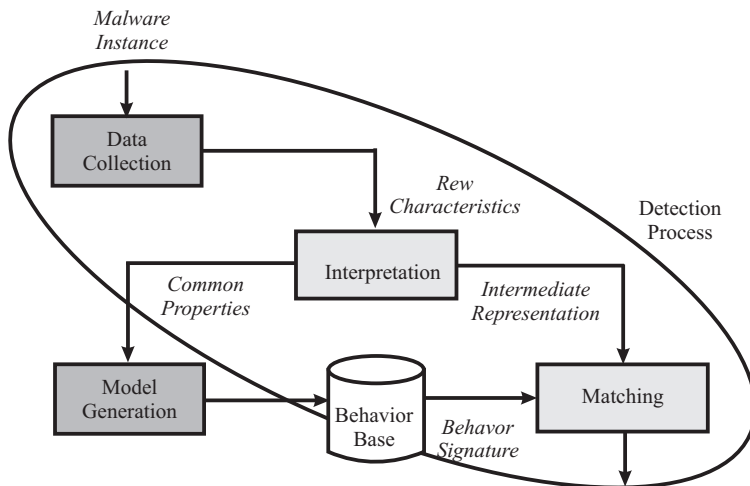 Malware
Instance
Data
Collection
Rew
Characteristics
Detection
Process
Interpretation
Common
Properties
Intermediate
Representation
Model
Generation
Behavior
Base
Behavor
Signature
Matching